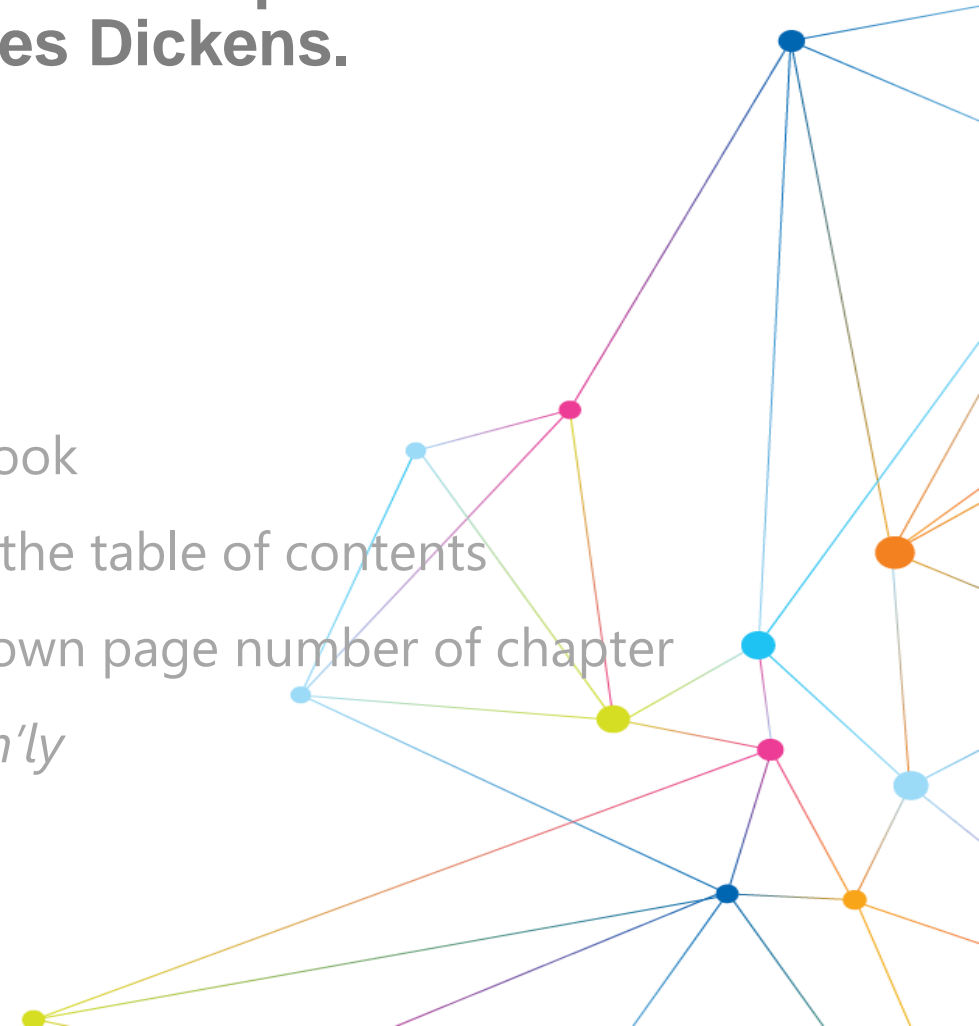 es Dickens.
ook
the table of contents
own page number of chapter
n’ly